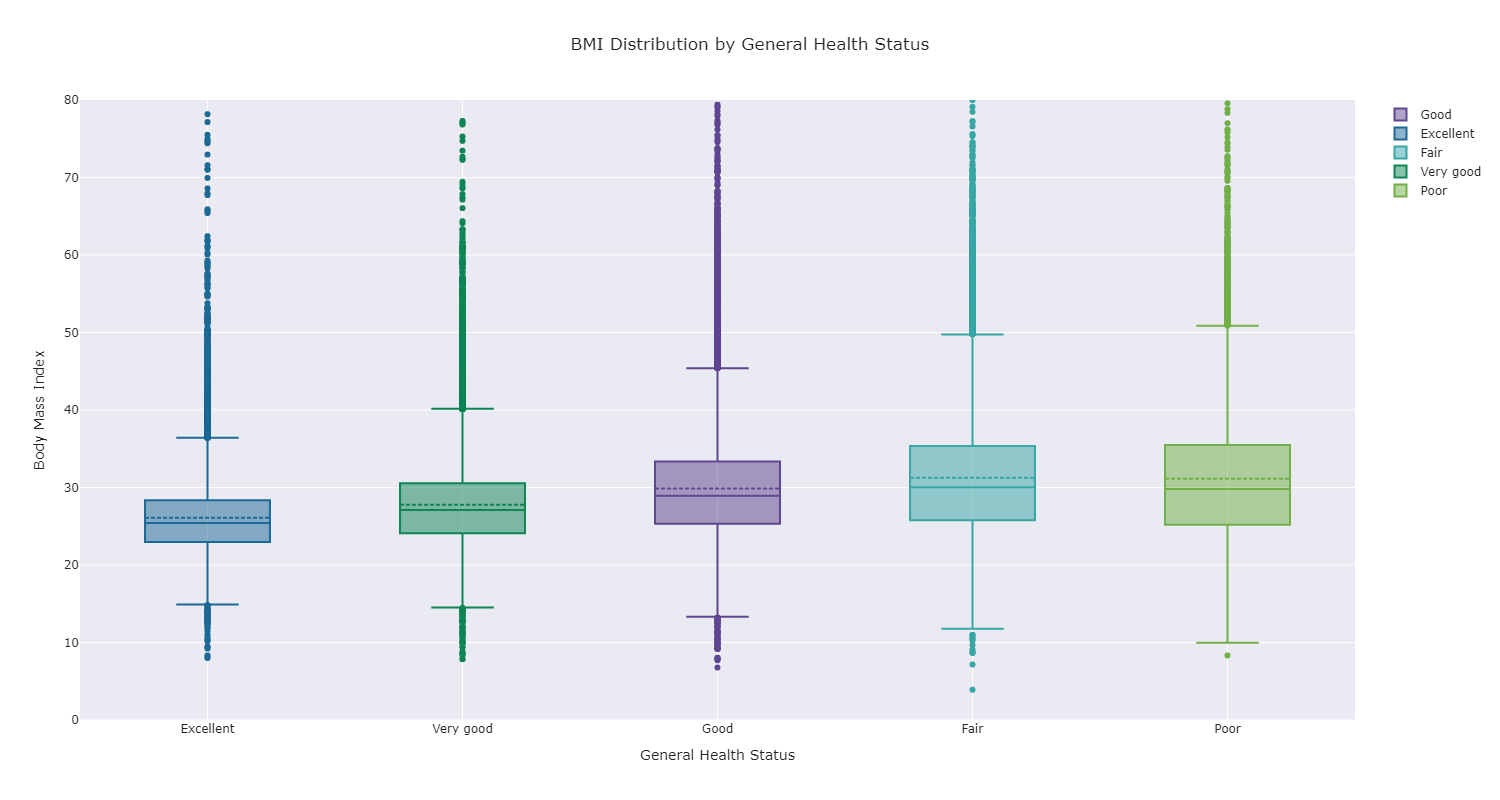 BMI Distribution by General Health Status
Body Mass Index
80
70
60
50
40
30
20
10
0
Excellent
Very good
Good
Fair
Poor
General Health Status
Good
Excellent
Fair
Very good
Poor